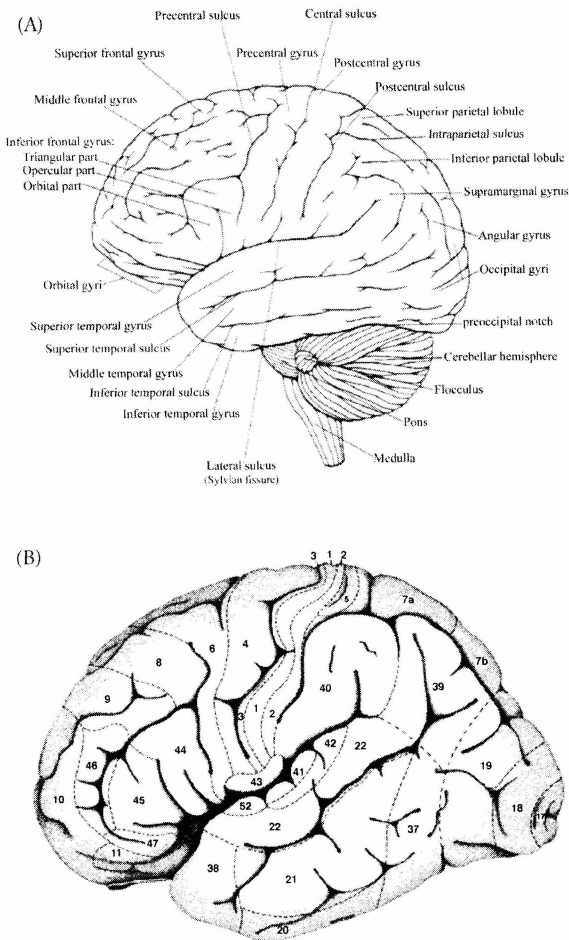 (A)
Precentral sulcus
Central sulcus
Superior frontal gyrus
Precentral gyrus
Postcentral gyrus
Middle frontal gyrus
Postcentral sulcus
Superior parietal lobule
Inferior frontal gyrus:
Triangular part
Opercular part
Orbital part
Intraparietal sulcus
Inferior parietal lobule
Supramarginal gyrus
Angular gyrus
Orbital gyri
Occipital gyri
Superior temporal gyrus
preoccipital notch
Superior temporal sulcus
Cerebellar hemisphere
Middle temporal gyrus
Inferior temporal sulcus
Flocculus
Inferior temporal gyrus
Pons
Lateral sulcus
(Sylvian fissure)
Medulla
(B)
3 1 2
5
7a
8
6
4
7b
9
40
39
3
1
2
44
42
22
46
43
41
19
10
45
52
18
17
47
22
37
11
38
21
20